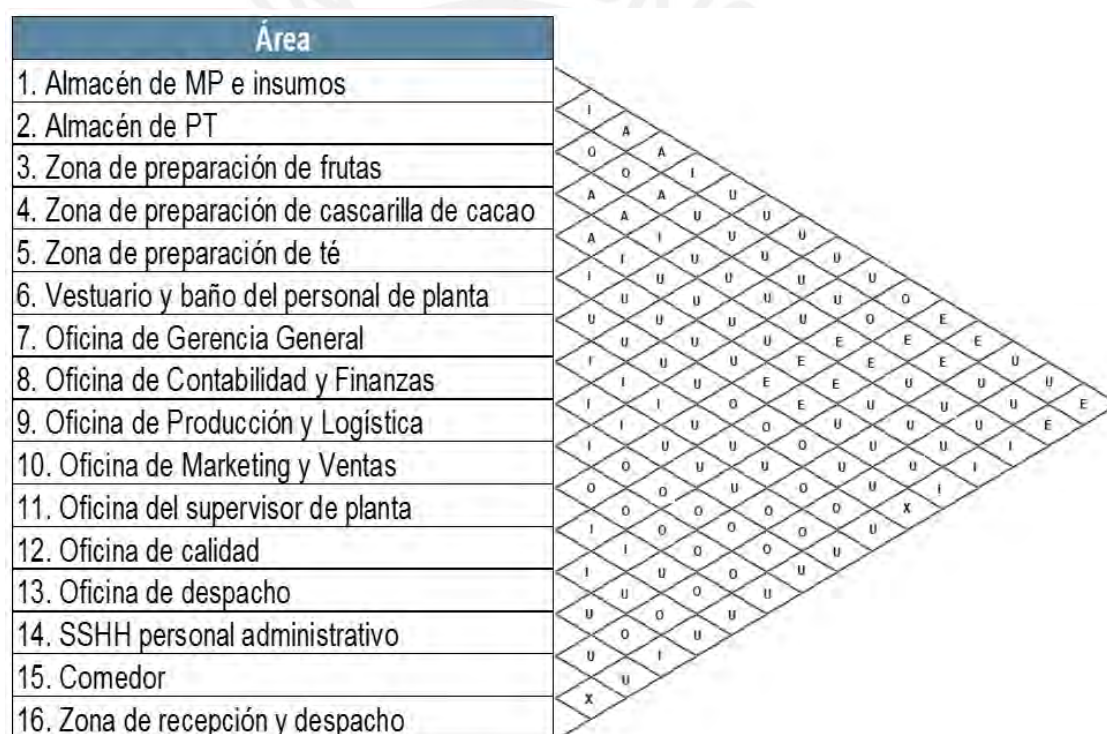 Área
1. Almacén de MP e insumos
2. Almacén de PT
3. Zona de preparación de frutas
4. Zona de preparación de cascarilla de cacao
5. Zona de preparación de té
6. Vestuario y baño del personal de planta
7. Oficina de Gerencia General
8. Oficina de Contabilidad y Finanzas
9. Oficina de Producción y Logística
10. Oficina de Marketing y Ventas
11. Oficina del supervisor de planta
12. Oficina de calidad
13. Oficina de despacho
14. SSHH personal administrativo
15. Comedor
16. Zona de recepción y despacho
I
A
O A
O I
A A U
A U U
A I U U
I U U U
I U U U U
U U U U O
U U U U O E
U U U E E E
I U U E E U
I U E E U U
I I O E U U U E
I U O U U E
I U U O U U I
O U U U U I
O O U O U I
O O O O X
I O O O U
I O O U
I U O U
U O U
U O U
O U
U I
U
X